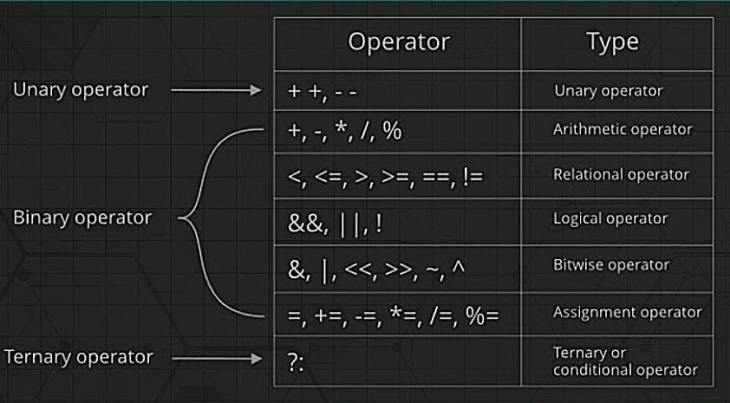 Operator Type
Unary operator + +, - - Unary operator
+, -, *, /, % Arithmetic operator
<, <=, >, >=, ==, != Relational operator
Binary operator &&, ||, ! Logical operator
&, |, <<, >>, ~, ^ Bitwise operator
=, +=, -=, *=, /=, %= Assignment operator
Ternary operator ?: Ternary or
conditional operator